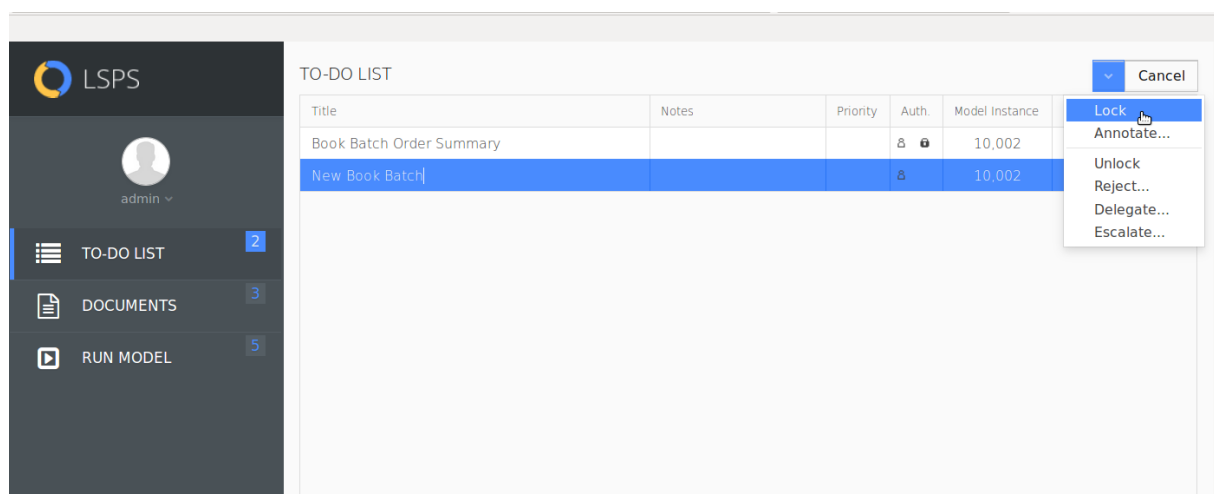 LSPS
admin
TO-DO LIST 2
DOCUMENTS 3
RUN MODEL 5
TO-DO LIST
Cancel
Title Notes Priority Auth. Model Instance
Book Batch Order Summary 10,002
New Book Batch 10,002
Lock
Annotate...
Unlock
Reject...
Delegate...
Escalate...